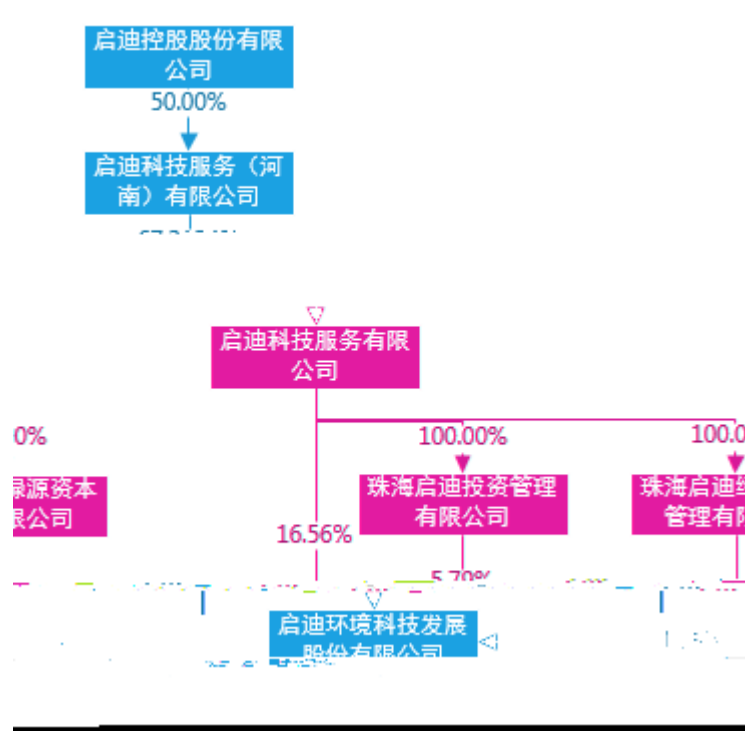 启迪控股股份有限
公司
50.00%
启迪科技服务（河
南）有限公司
启迪科技服务有限
公司
0%
100.00%
100.0
源资本
公司
珠海启迪投资管理
有限公司
珠海启迪
管理有
16.56%
5.79%
启迪环境科技发展
股份有限公司